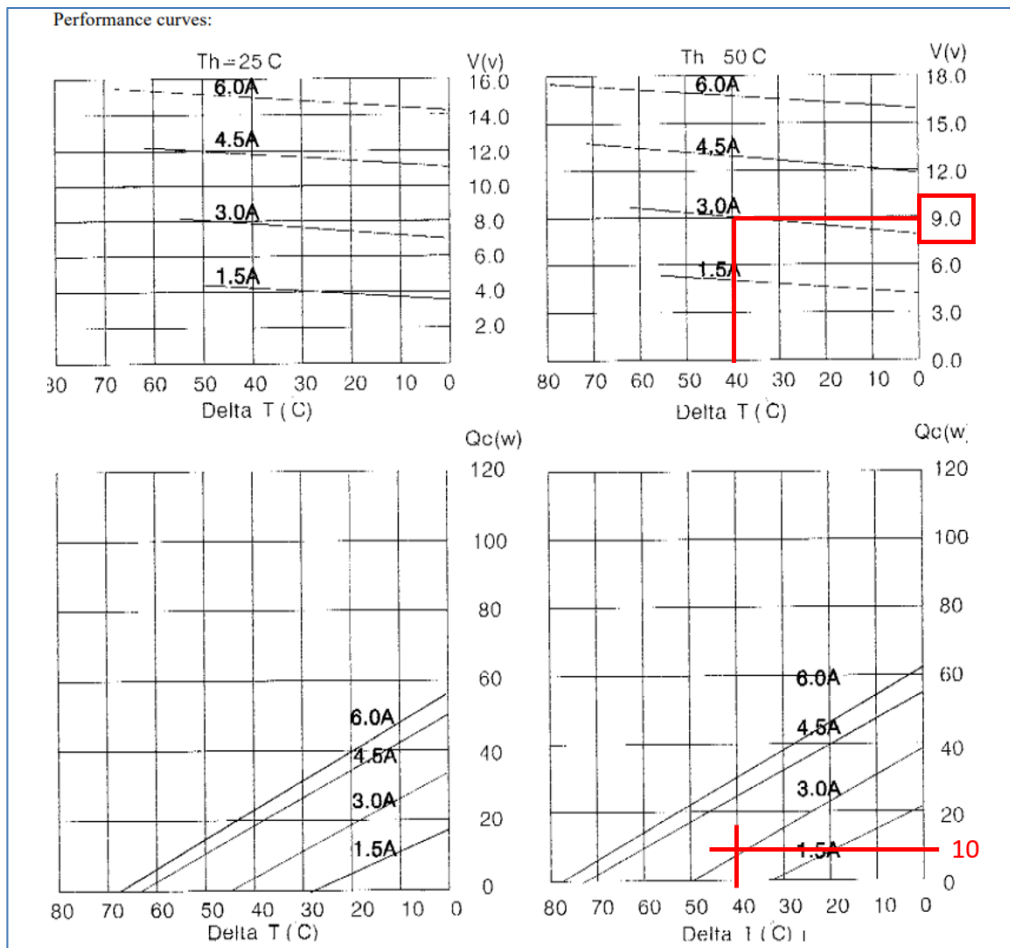 Performance curves:
Th=25 C
V(v)
16.0
14.0
12.0
10.0
8.0
6.0
4.0
2.0
6.0A
4.5A
3.0A
1.5A
80 70 60 50 40 30 20 10 0
Delta T (C)
Th 50 C
V(v)
18.0
15.0
12.0
9.0
6.0
3.0
0.0
6.0A
4.5A
3.0A
1.5A
80 70 60 50 40 30 20 10 0
Delta T (C)
Qc(w)
120
100
80
60
40
20
0
6.0A
4.5A
3.0A
1.5A
80 70 60 50 40 30 20 10 0
Delta T (C)
Qc(w)
120
100
80
60
40
20
10
0
6.0A
4.5A
3.0A
1.5A
80 70 60 50 40 30 20 10 0
Delta T (C)